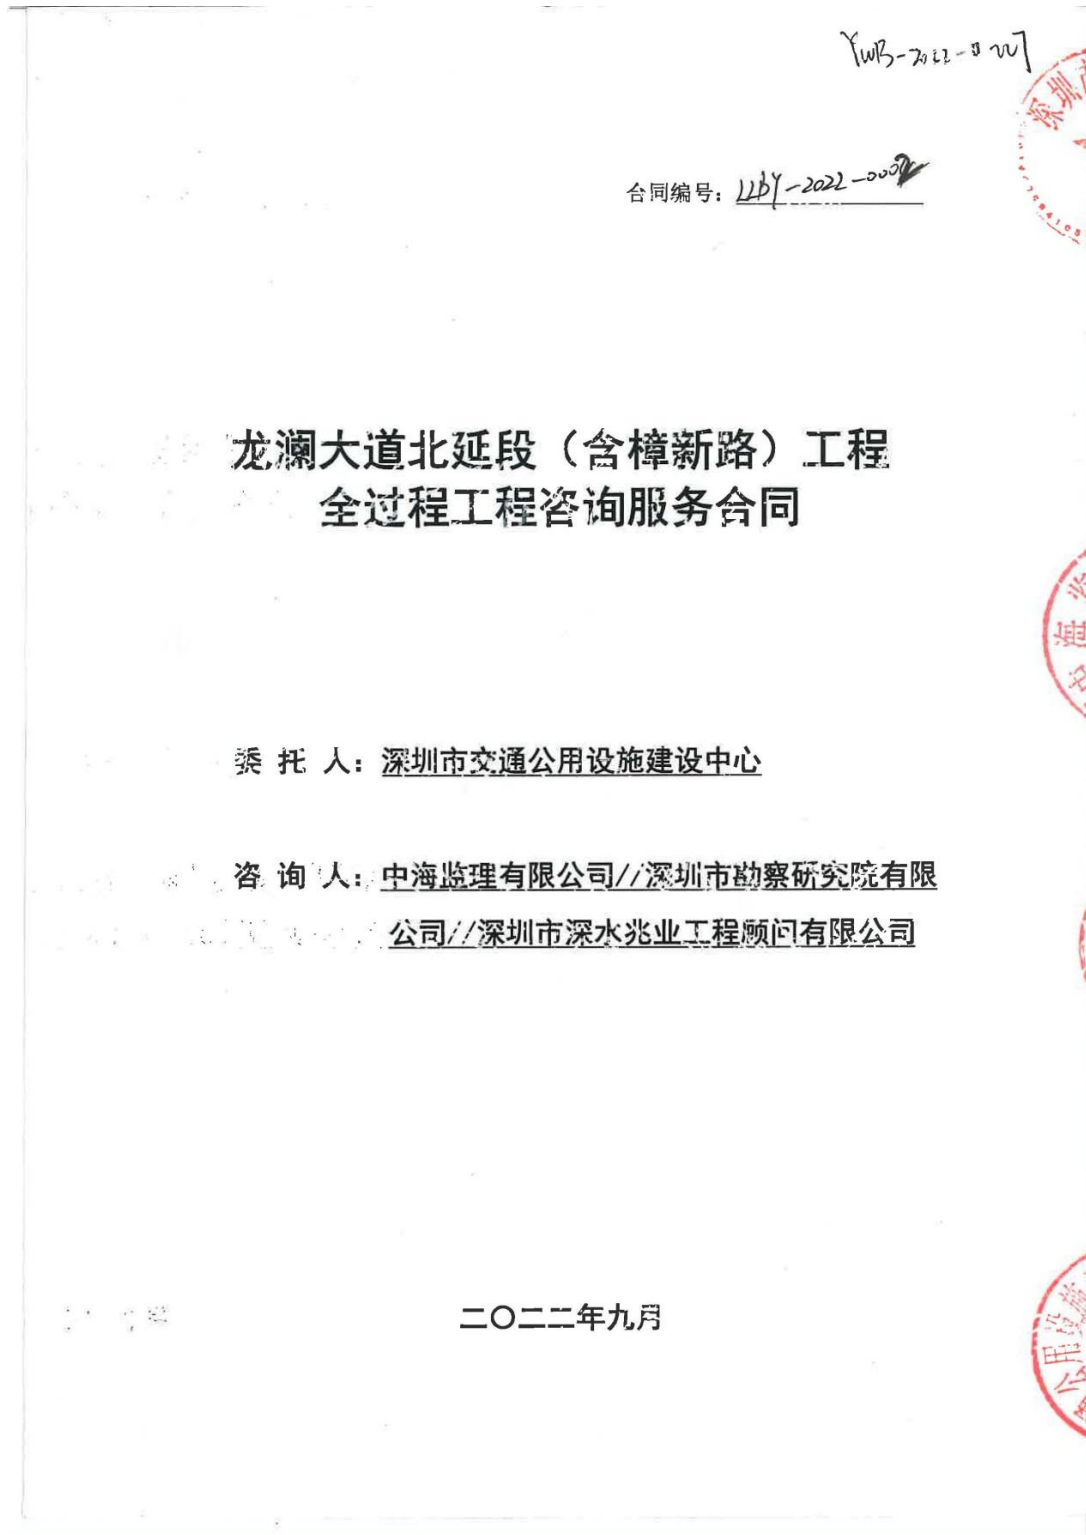 合同编号：LLBY-2022-0002
龙澜大道北延段（含樟新路）工程
全过程工程咨询服务合同
委 托 人：深圳市交通公用设施建设中心
咨 询 人：中海监理有限公司//深圳市勘察研究院有限
公司//深圳市深水兆业工程顾问有限公司
二〇二二年九月